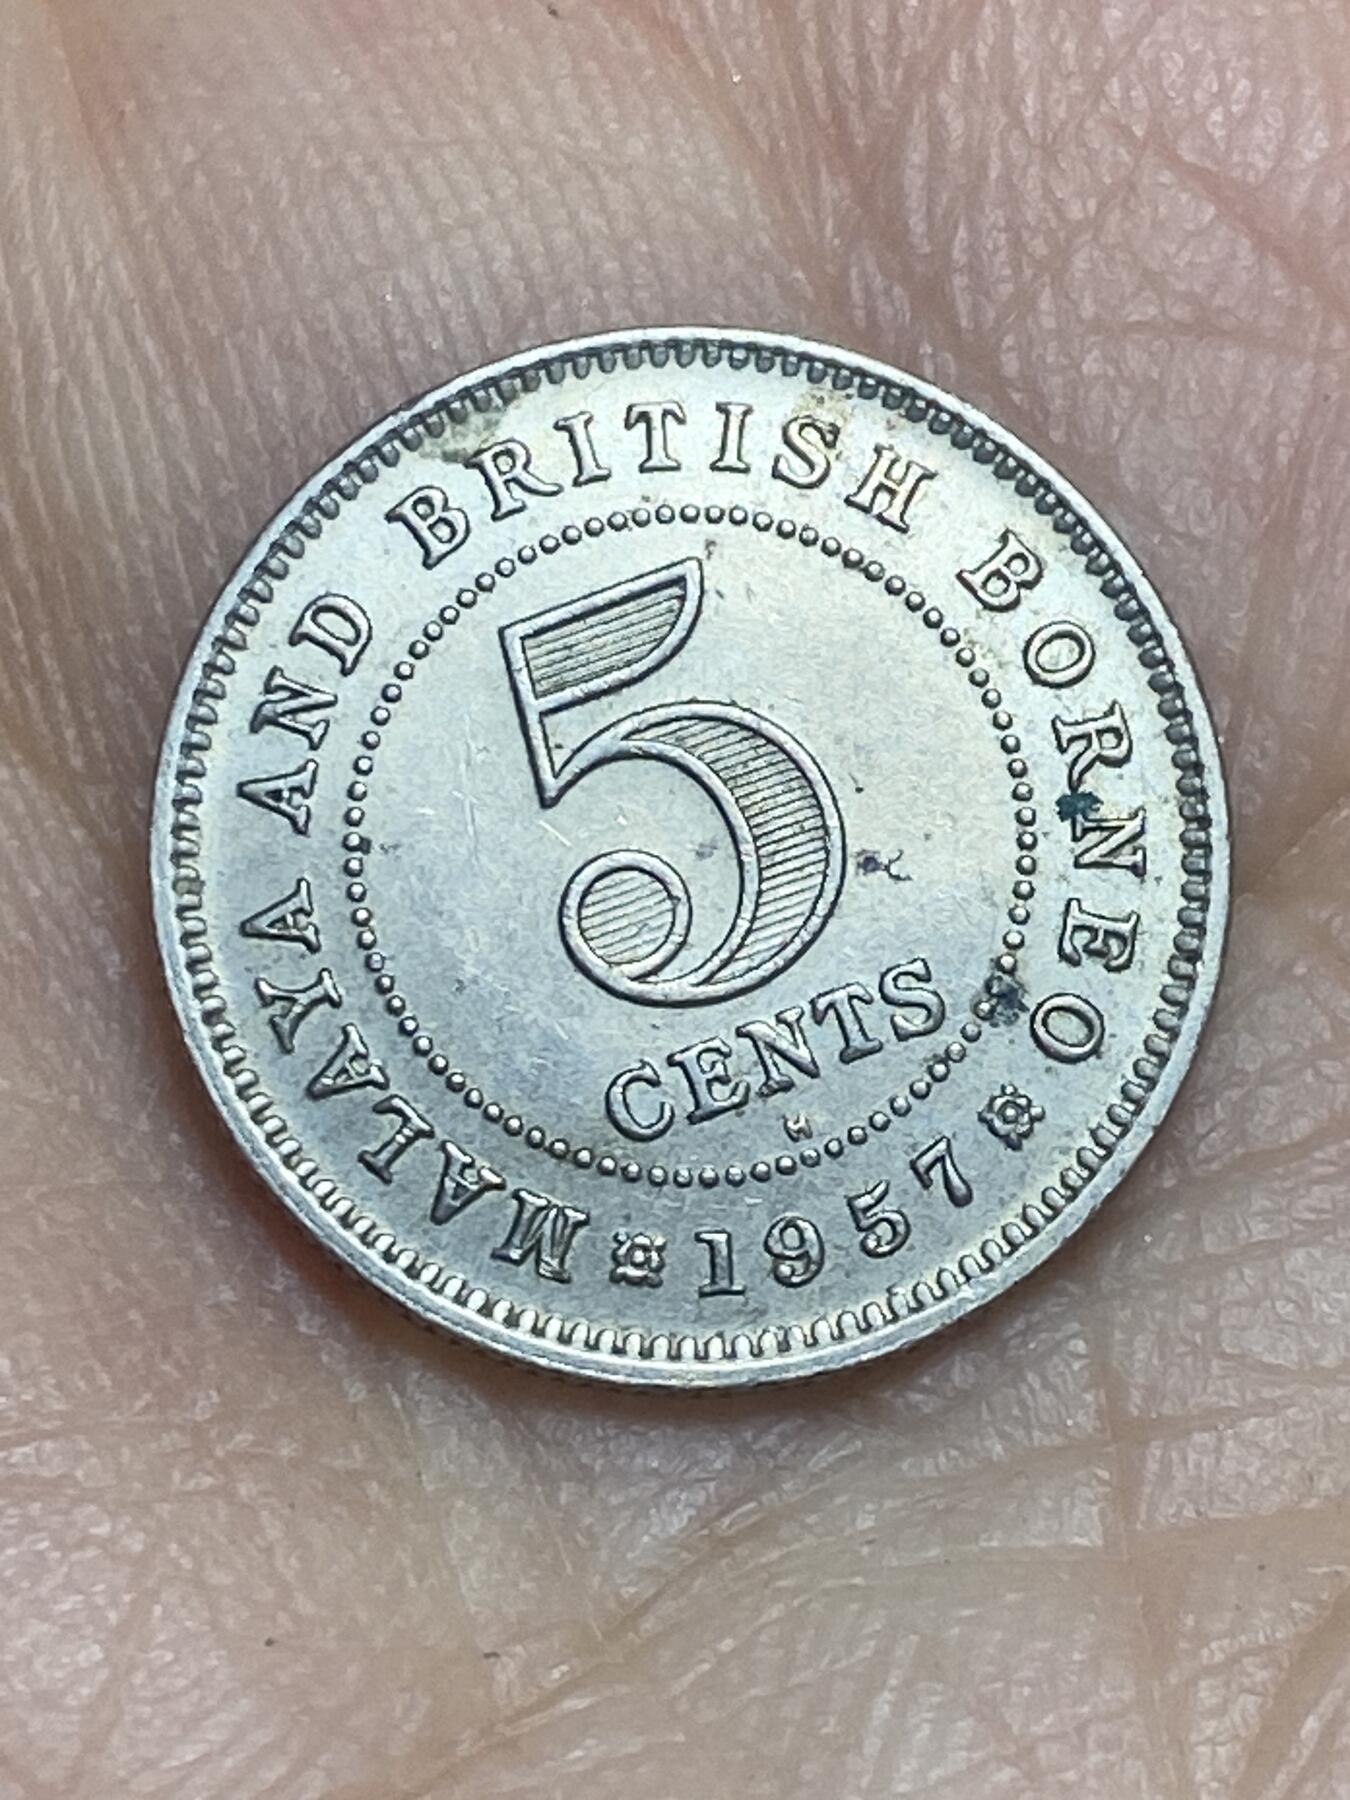 MALAYA AND BRITISH BORNEO
5
CENTS
H
1957